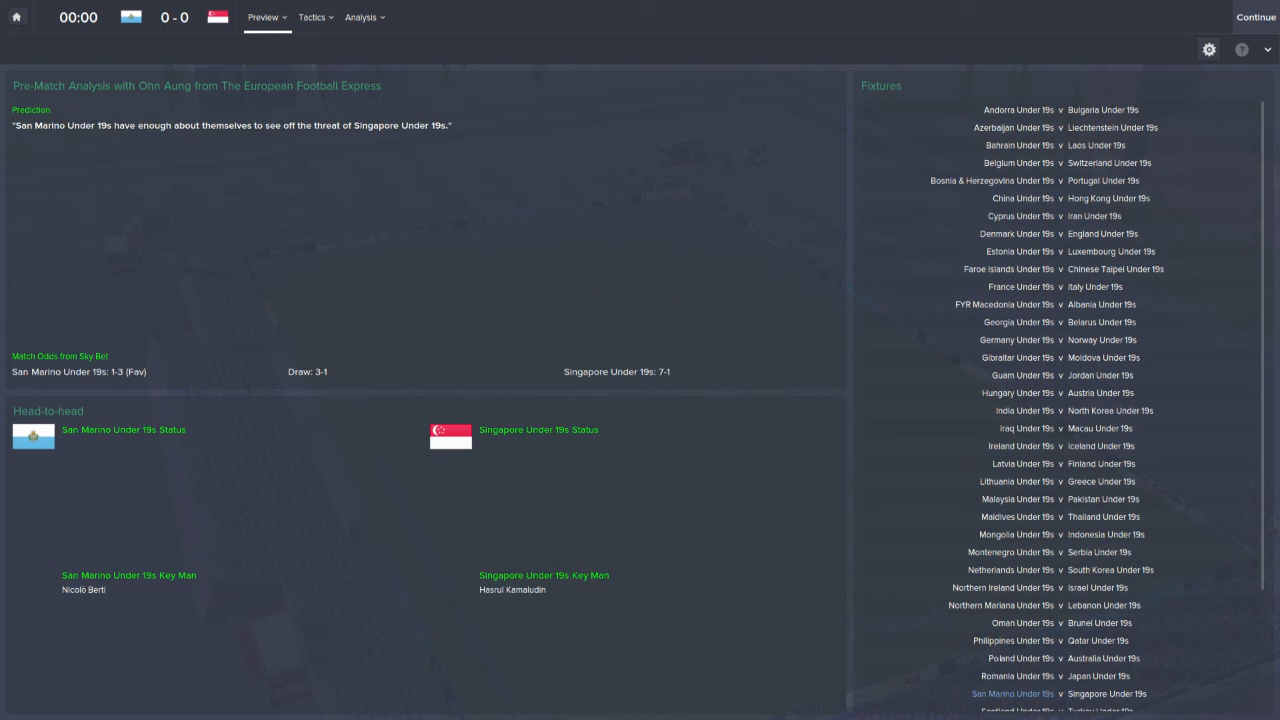 00:00
0 - 0
Preview
Tactics
Analysis
Continue
?
Pre-Match Analysis with Ohn Aung from The European Football Express
Prediction
"San Marino Under 19s have enough about themselves to see off the threat of Singapore Under 19s."
Match Odds from Sky Bet
San Marino Under 19s: 1-3 (Fav)
Draw: 3-1
Singapore Under 19s: 7-1
Head-to-head
San Marino Under 19s Status
Singapore Under 19s Status
San Marino Under 19s Key Man
Nicolò Berti
Singapore Under 19s Key Man
Hasrul Kamaludin
Fixtures
Andorra Under 19s v Bulgaria Under 19s
Azerbaijan Under 19s v Liechtenstein Under 19s
Bahrain Under 19s v Laos Under 19s
Belgium Under 19s v Switzerland Under 19s
Bosnia & Herzegovina Under 19s v Portugal Under 19s
China Under 19s v Hong Kong Under 19s
Cyprus Under 19s v Iran Under 19s
Denmark Under 19s v England Under 19s
Estonia Under 19s v Luxembourg Under 19s
Faroe Islands Under 19s v Chinese Taipei Under 19s
France Under 19s v Italy Under 19s
FYR Macedonia Under 19s v Albania Under 19s
Georgia Under 19s v Belarus Under 19s
Germany Under 19s v Norway Under 19s
Gibraltar Under 19s v Moldova Under 19s
Guam Under 19s v Jordan Under 19s
Hungary Under 19s v Austria Under 19s
India Under 19s v North Korea Under 19s
Iraq Under 19s v Macau Under 19s
Ireland Under 19s v Iceland Under 19s
Latvia Under 19s v Finland Under 19s
Lithuania Under 19s v Greece Under 19s
Malaysia Under 19s v Pakistan Under 19s
Maldives Under 19s v Thailand Under 19s
Mongolia Under 19s v Indonesia Under 19s
Montenegro Under 19s v Serbia Under 19s
Netherlands Under 19s v South Korea Under 19s
Northern Ireland Under 19s v Israel Under 19s
Northern Mariana Under 19s v Lebanon Under 19s
Oman Under 19s v Brunei Under 19s
Philippines Under 19s v Qatar Under 19s
Poland Under 19s v Australia Under 19s
Romania Under 19s v Japan Under 19s
San Marino Under 19s v Singapore Under 19s
Scotland Under 19s v Turkey Under 19s